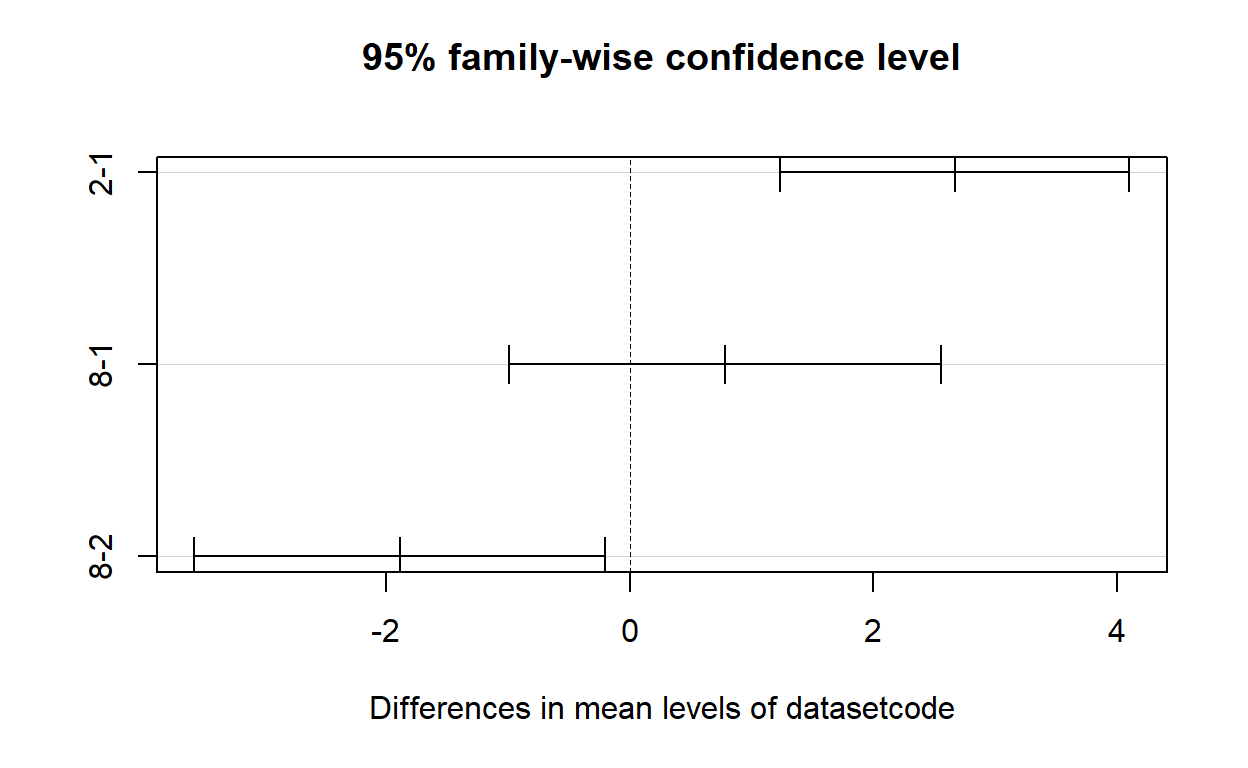 95% family-wise confidence level
2-1
8-1
8-2
-2 0 2 4
Differences in mean levels of datasetcode